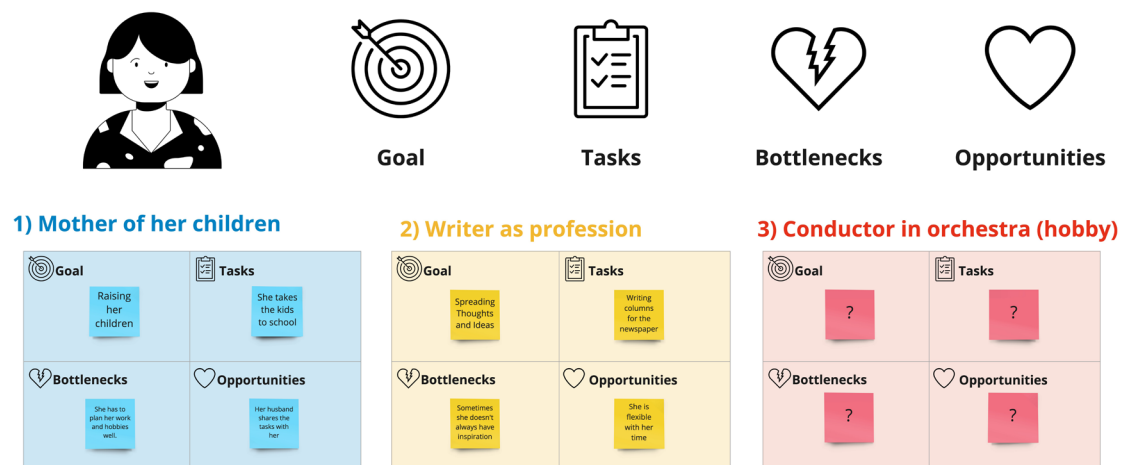 Goal
Tasks
Bottlenecks
Opportunities
1) Mother of her children
2) Writer as profession
3) Conductor in orchestra (hobby)
Goal
Raising
her
children
Tasks
She takes
the kids
to school
Bottlenecks
She has to
plan her work
and hobbies
well.
Opportunities
Her husband
shares the
tasks with
her
Goal
Spreading
Thoughts
and Ideas
Tasks
Writing
columns
for the
newspaper
Bottlenecks
Sometimes
she doesn't
always have
inspiration
Opportunities
She is
flexible
with her
time
Goal
?
Tasks
?
Bottlenecks
?
Opportunities
?